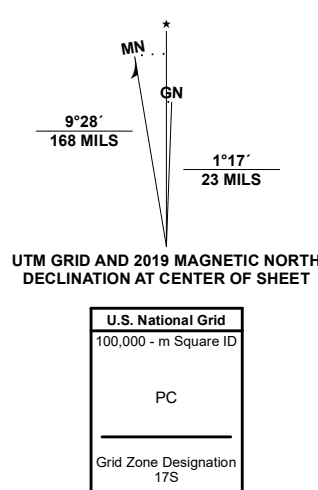 ★
MN
GN
9°28´
168 MILS
1°17´
23 MILS
UTM GRID AND 2019 MAGNETIC NORTH
DECLINATION AT CENTER OF SHEET
U.S. National Grid
100,000 - m Square ID
PC
Grid Zone Designation
17S